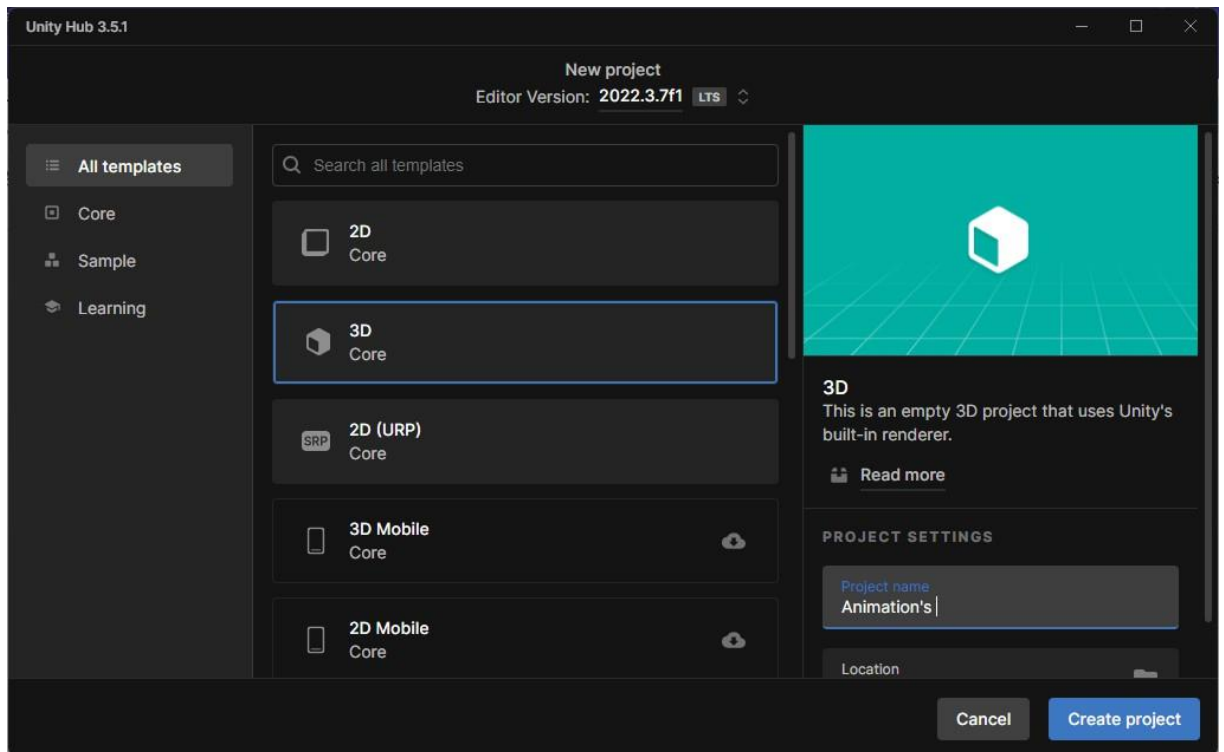 Unity Hub 3.5.1
New project
Editor Version: 2022.3.7f1 LTS
All templates
Core
Sample
Learning
Search all templates
2D
Core
3D
Core
SRP
2D (URP)
Core
3D Mobile
Core
2D Mobile
Core
3D
This is an empty 3D project that uses Unity's
built-in renderer.
Read more
PROJECT SETTINGS
Project name
Animation's
Location
Cancel
Create project